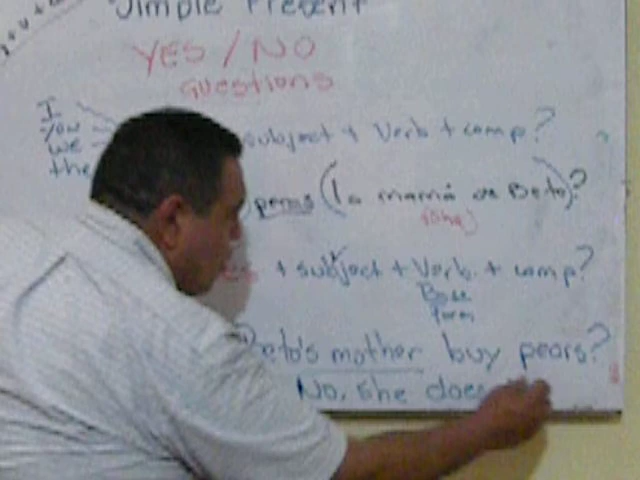 Simple Present
YES / NO
questions
I
you
we
the
subject + Verb + comp?
peras (la mamá de Beto)?
(She)
+ subject + Verb + comp?
Base
form
Beto's mother buy pears?
No, she does